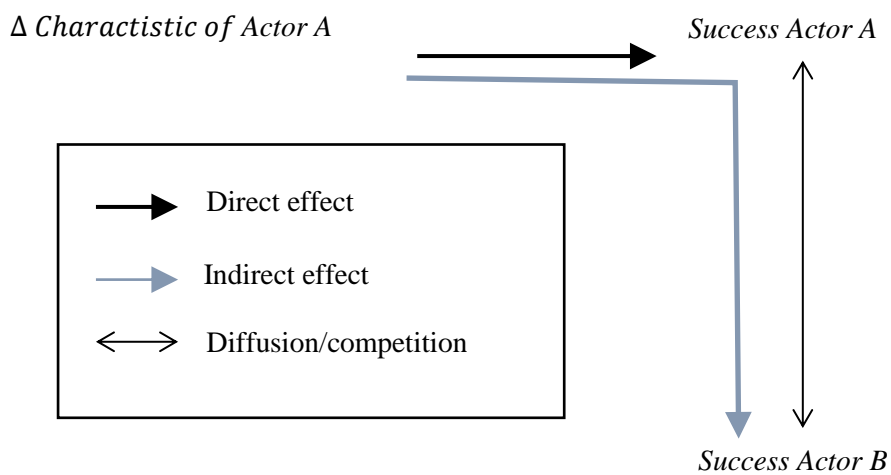 Δ Charactistic of Actor A
Success Actor A
Direct effect
Indirect effect
Diffusion/competition
Success Actor B